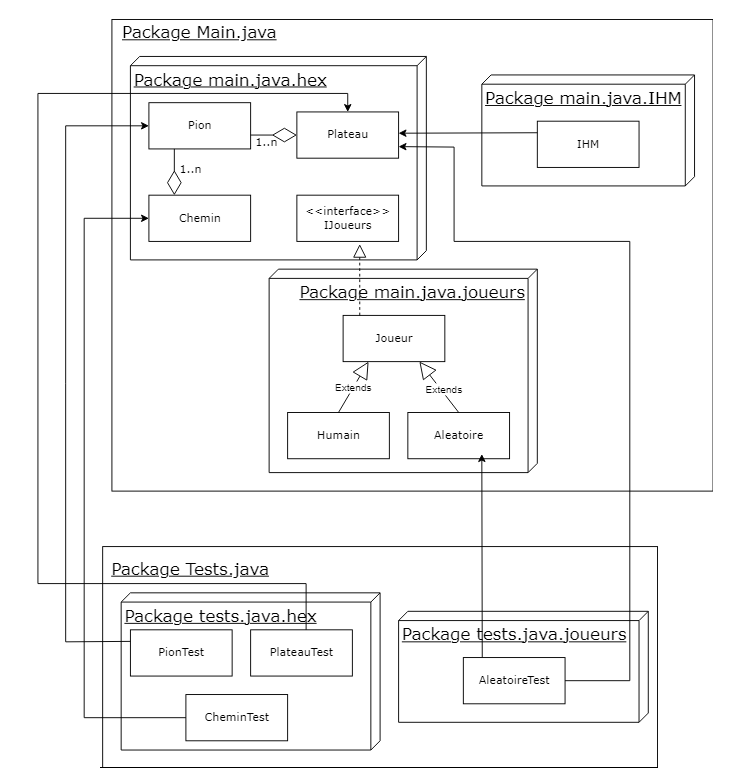 Package Main.java
Package main.java.hex
Package main.java.IHM
Pion
1..n
Plateau
IHM
1..n
Chemin
<<interface>>
IJoueurs
Package main.java.joueurs
Joueur
Extends
Extends
Humain
Aleatoire
Package Tests.java
Package tests.java.hex
Package tests.java.joueurs
PionTest
PlateauTest
AleatoireTest
CheminTest